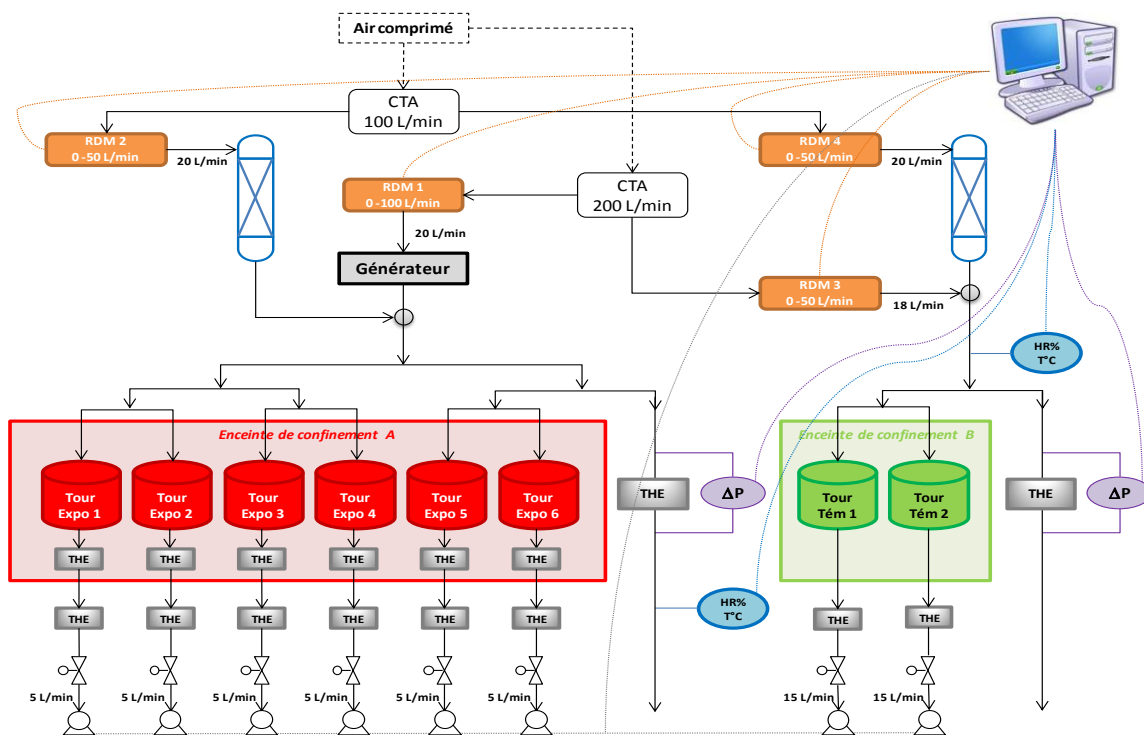 Air comprimé
CTA
100 L/min
RDM 2
0 -50 L/min
20 L/min
RDM 4
0 -50 L/min
20 L/min
RDM 1
0 -100 L/min
CTA
200 L/min
20 L/min
Générateur
RDM 3
0 -50 L/min
18 L/min
HR%
T°C
Enceinte de confinement A
Enceinte de confinement B
Tour
Expo 1
Tour
Expo 2
Tour
Expo 3
Tour
Expo 4
Tour
Expo 5
Tour
Expo 6
THE
ΔP
Tour
Tém 1
Tour
Tém 2
THE
ΔP
THE
THE
THE
THE
THE
THE
HR%
T°C
THE
THE
THE
THE
THE
THE
THE
THE
5 L/min
5 L/min
5 L/min
5 L/min
5 L/min
5 L/min
15 L/min
15 L/min